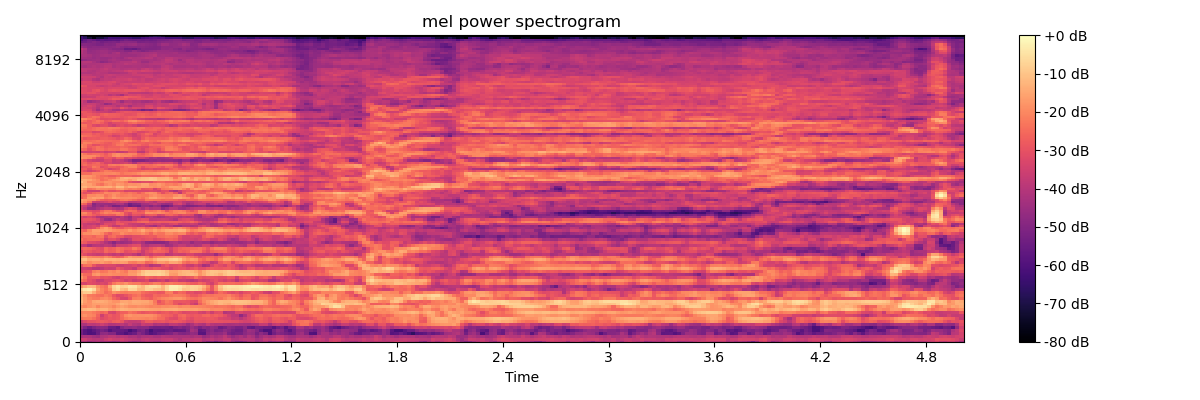 mel power spectrogram
Hz
8192
4096
2048
1024
512
0
0 0.6 1.2 1.8 2.4 3 3.6 4.2 4.8
Time
+0 dB
-10 dB
-20 dB
-30 dB
-40 dB
-50 dB
-60 dB
-70 dB
-80 dB